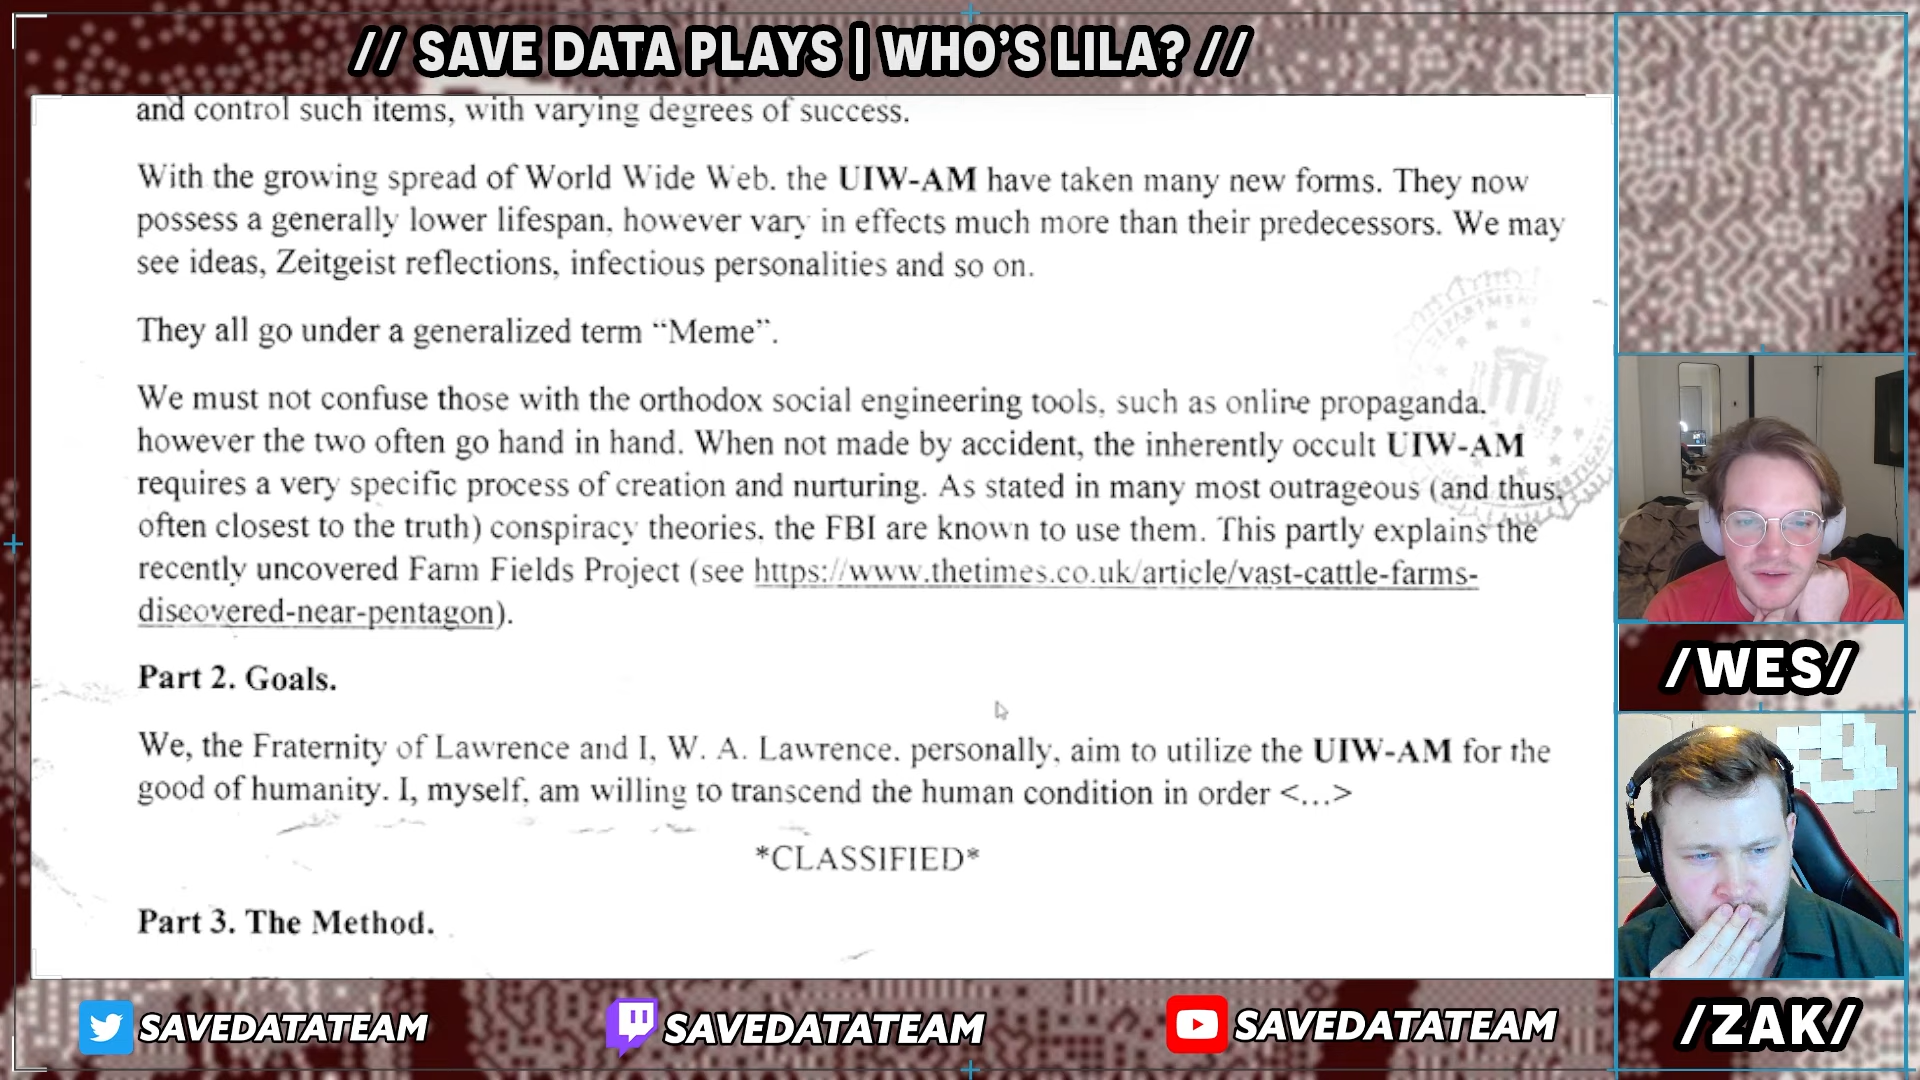 // SAVE DATA PLAYS | WHO'S LILA? //
and control such items, with varying degrees of success.
With the growing spread of World Wide Web. the UIW-AM have taken many new forms. They now
possess a generally lower lifespan, however vary in effects much more than their predecessors. We may
see ideas, Zeitgeist reflections, infectious personalities and so on.
They all go under a generalized term “Meme”.
We must not confuse those with the orthodox social engineering tools, such as online propaganda.
however the two often go hand in hand. When not made by accident, the inherently occult UIW-AM
requires a very specific process of creation and nurturing. As stated in many most outrageous (and thus,
often closest to the truth) conspiracy theories. the FBI are known to use them. This partly explains the
recently uncovered Farm Fields Project (see https://www.thetimes.co.uk/article/vast-cattle-farms-
discovered-near-pentagon).
Part 2. Goals.
We, the Fraternity of Lawrence and I, W. A. Lawrence. personally, aim to utilize the UIW-AM for the
good of humanity. I, myself, am willing to transcend the human condition in order <...>
*CLASSIFIED*
Part 3. The Method.
/WES/
/ZAK/
SAVEDATATEAM
SAVEDATATEAM
SAVEDATATEAM